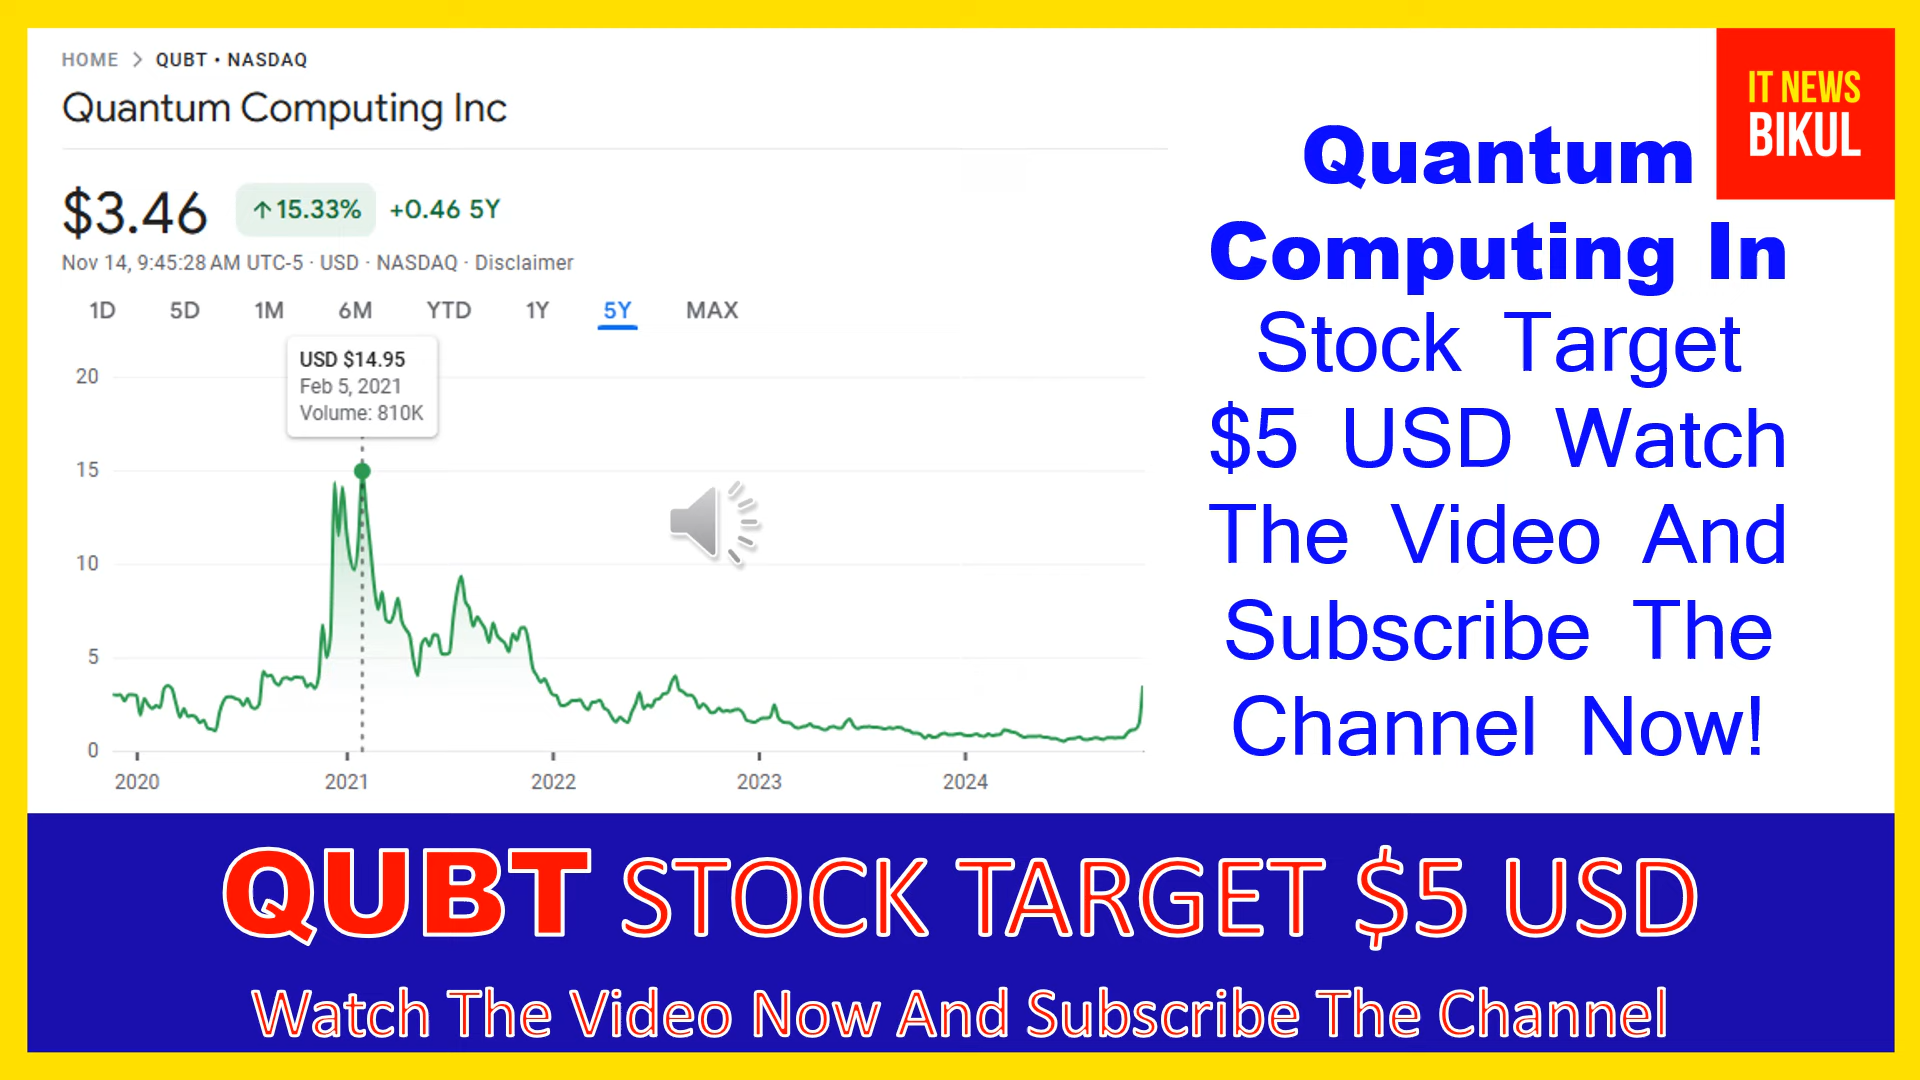 HOME > QUBT • NASDAQ
Quantum Computing Inc
$3.46 ↑15.33% +0.46 5Y
Nov 14, 9:45:28 AM UTC-5 · USD · NASDAQ · Disclaimer
1D 5D 1M 6M YTD 1Y 5Y MAX
USD $14.95
Feb 5, 2021
Volume: 810K
20
15
10
5
0
2020 2021 2022 2023 2024
IT NEWS
BIKUL
Quantum
Computing In
Stock Target
$5 USD Watch
The Video And
Subscribe The
Channel Now!
QUBT STOCK TARGET $5 USD
Watch The Video Now And Subscribe The Channel